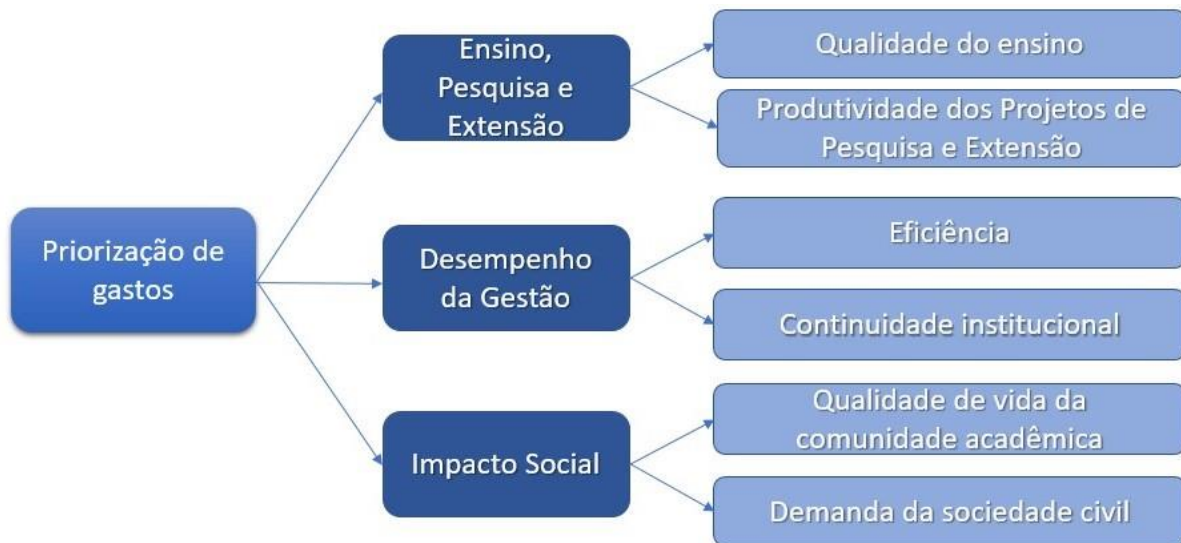 Priorização de
gastos
Ensino,
Pesquisa e
Extensão
Qualidade do ensino
Produtividade dos Projetos de
Pesquisa e Extensão
Desempenho
da Gestão
Eficiência
Continuidade institucional
Impacto Social
Qualidade de vida da
comunidade acadêmica
Demanda da sociedade civil